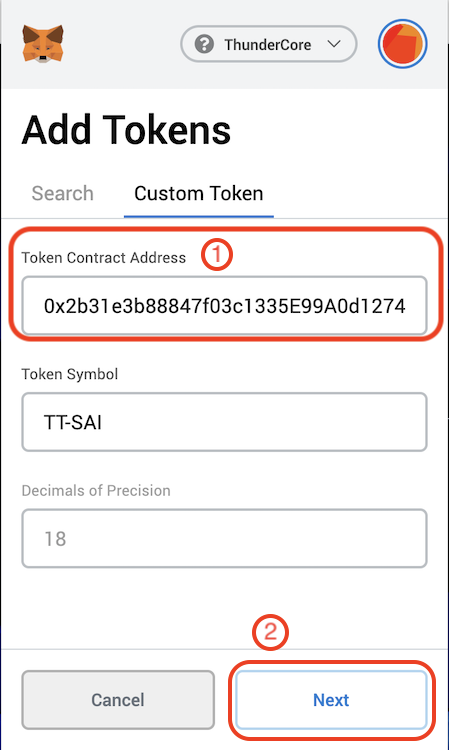 ThunderCore
Add Tokens
Search Custom Token
Token Contract Address 1
0x2b31e3b88847f03c1335E99A0d1274
Token Symbol
TT-SAI
Decimals of Precision
18
2
Cancel Next